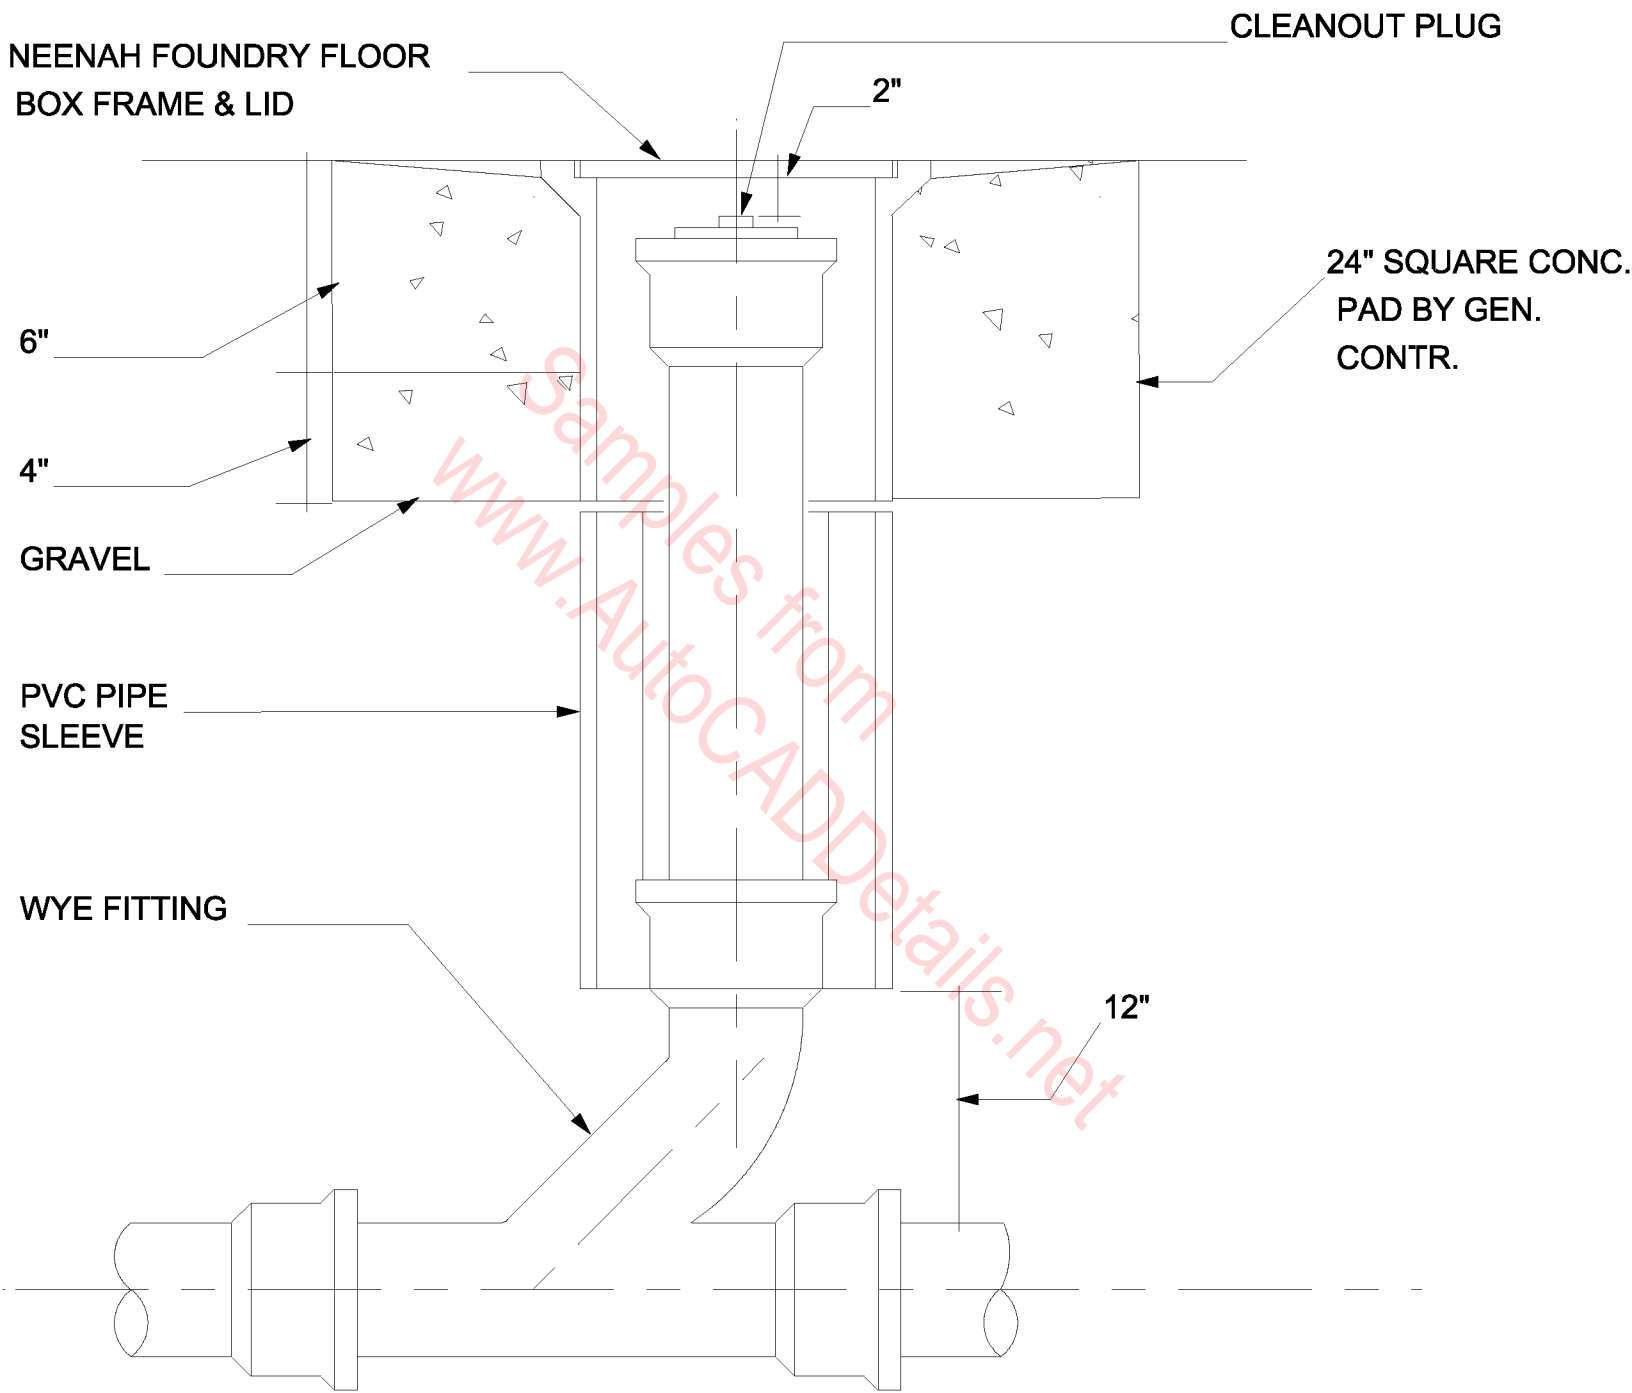 CLEANOUT PLUG
NEENAH FOUNDRY FLOOR
BOX FRAME & LID
2"
24" SQUARE CONC.
PAD BY GEN.
CONTR.
6"
4"
GRAVEL
PVC PIPE
SLEEVE
WYE FITTING
12"
Samples from
www.AutoCADDetails.net